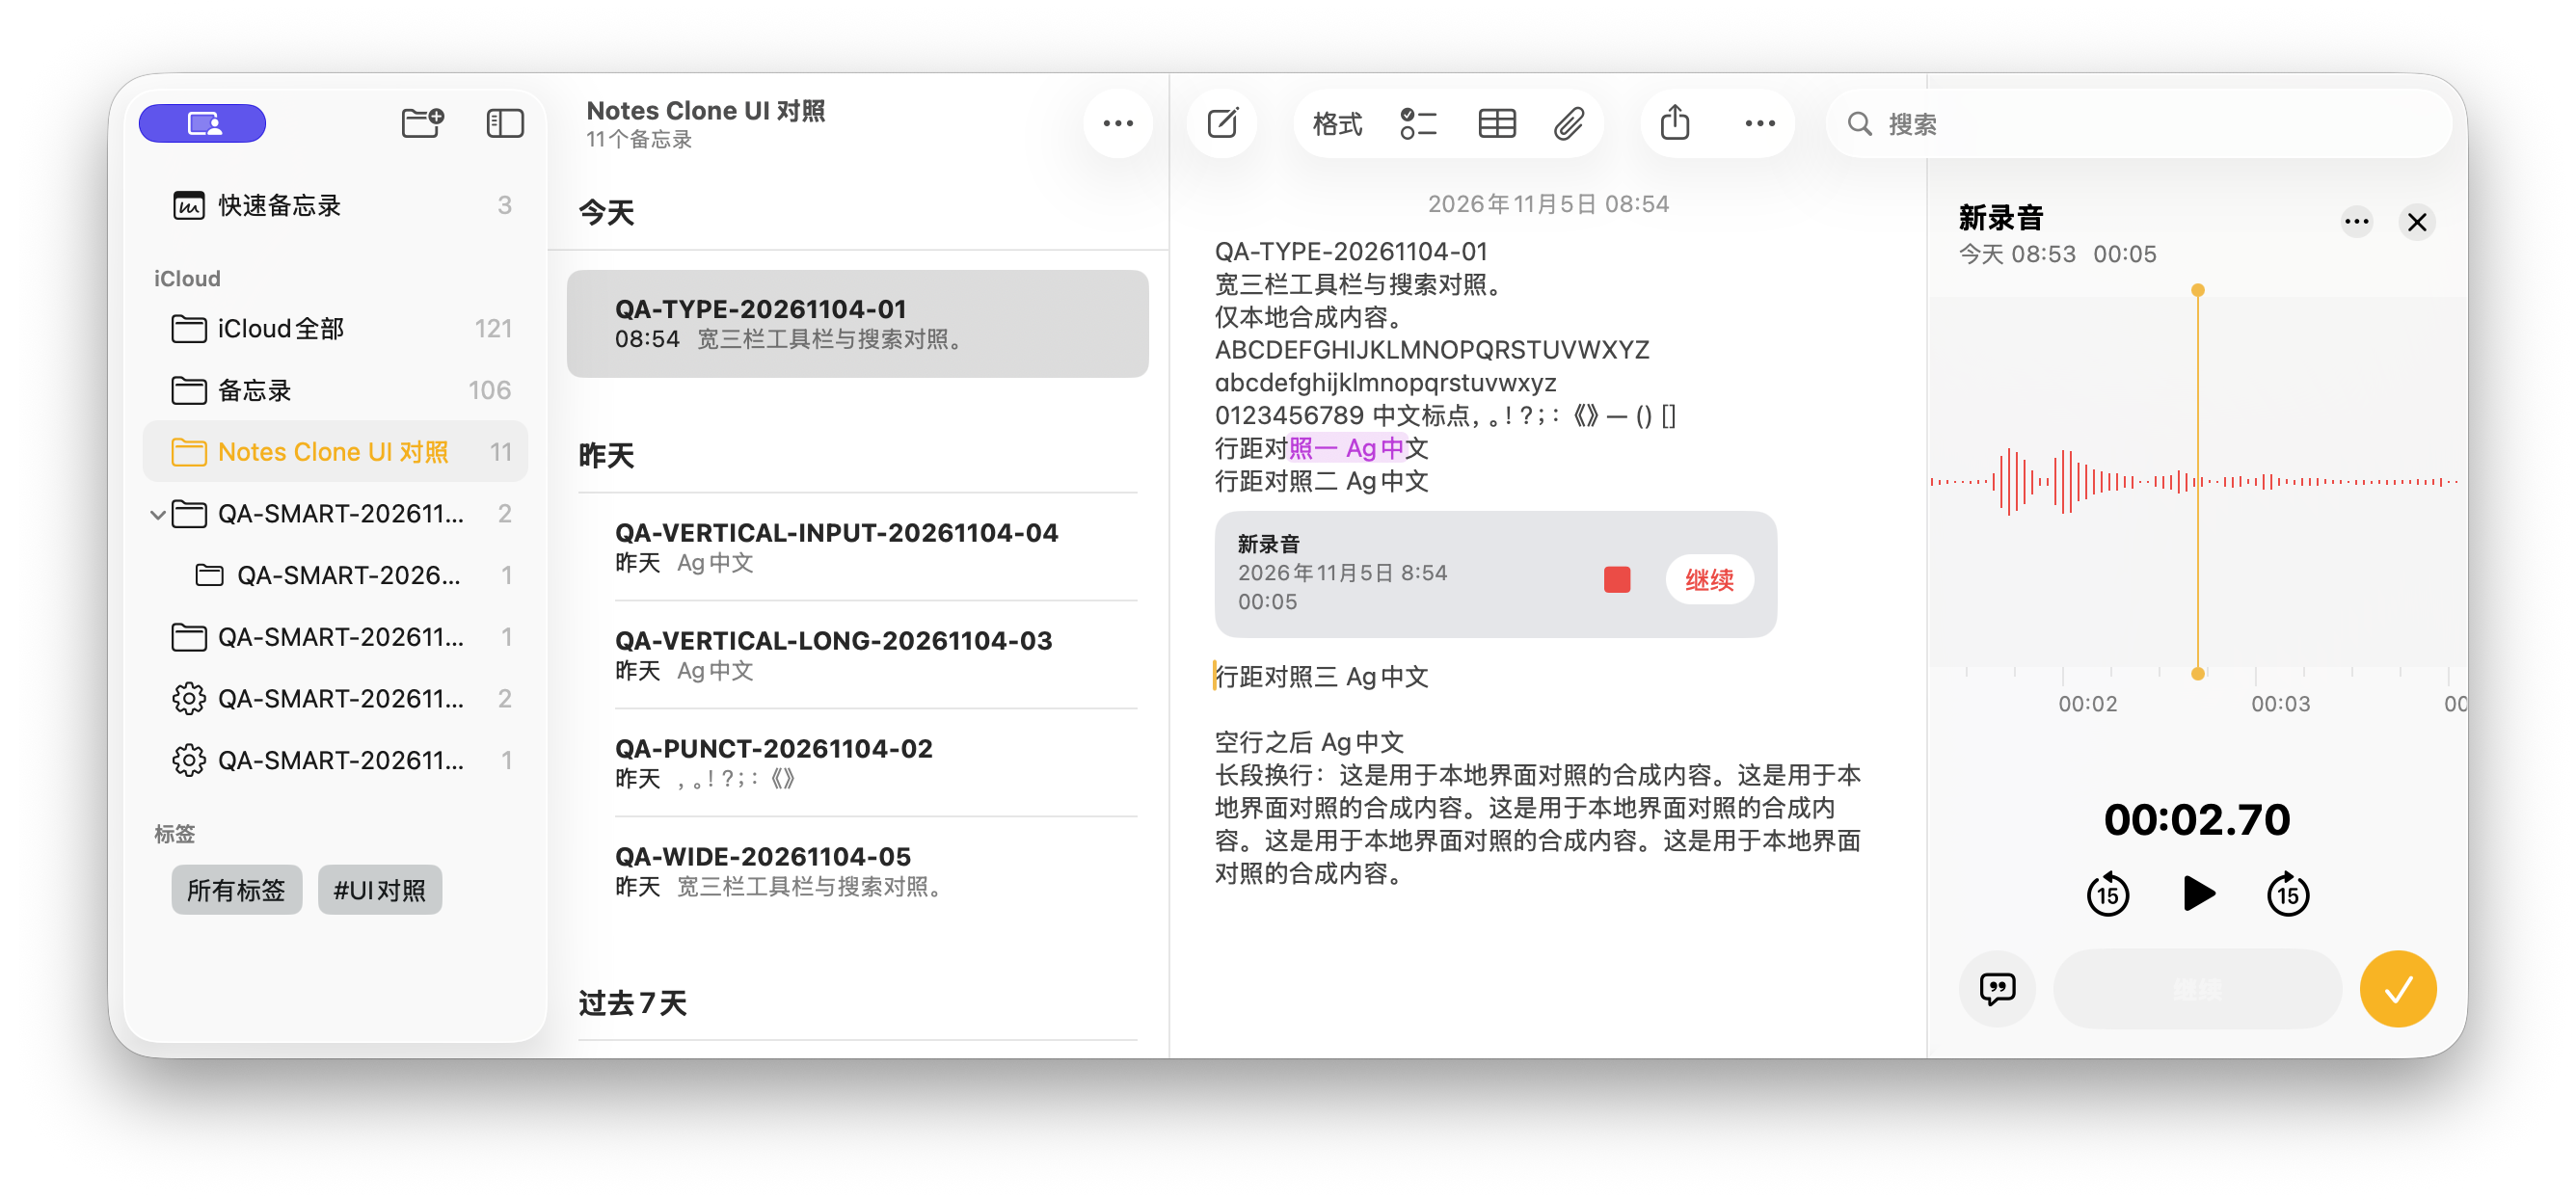 快速备忘录 3
iCloud
iCloud全部 121
备忘录 106
Notes Clone UI 对照 11
QA-SMART-202611... 2
QA-SMART-2026... 1
QA-SMART-202611... 1
QA-SMART-202611... 2
QA-SMART-202611... 1
标签
所有标签 #UI对照
Notes Clone UI 对照
11个备忘录
今天
QA-TYPE-20261104-01
08:54 宽三栏工具栏与搜索对照。
昨天
QA-VERTICAL-INPUT-20261104-04
昨天 Ag中文
QA-VERTICAL-LONG-20261104-03
昨天 Ag中文
QA-PUNCT-20261104-02
昨天 ，。！？；：《》
QA-WIDE-20261104-05
昨天 宽三栏工具栏与搜索对照。
过去7天
格式
搜索
2026年11月5日 08:54
QA-TYPE-20261104-01
宽三栏工具栏与搜索对照。
仅本地合成内容。
ABCDEFGHIJKLMNOPQRSTUVWXYZ
abcdefghijklmnopqrstuvwxyz
0123456789 中文标点，。！？；：《》— () []
行距对照一 Ag中文
行距对照二 Ag中文
新录音
2026年11月5日 8:54
00:05
继续
行距对照三 Ag中文
空行之后 Ag中文
长段换行：这是用于本地界面对照的合成内容。这是用于本
地界面对照的合成内容。这是用于本地界面对照的合成内
容。这是用于本地界面对照的合成内容。这是用于本地界面
对照的合成内容。
新录音
今天 08:53 00:05
00:02 00:03 00
00:02.70
15 15
继续